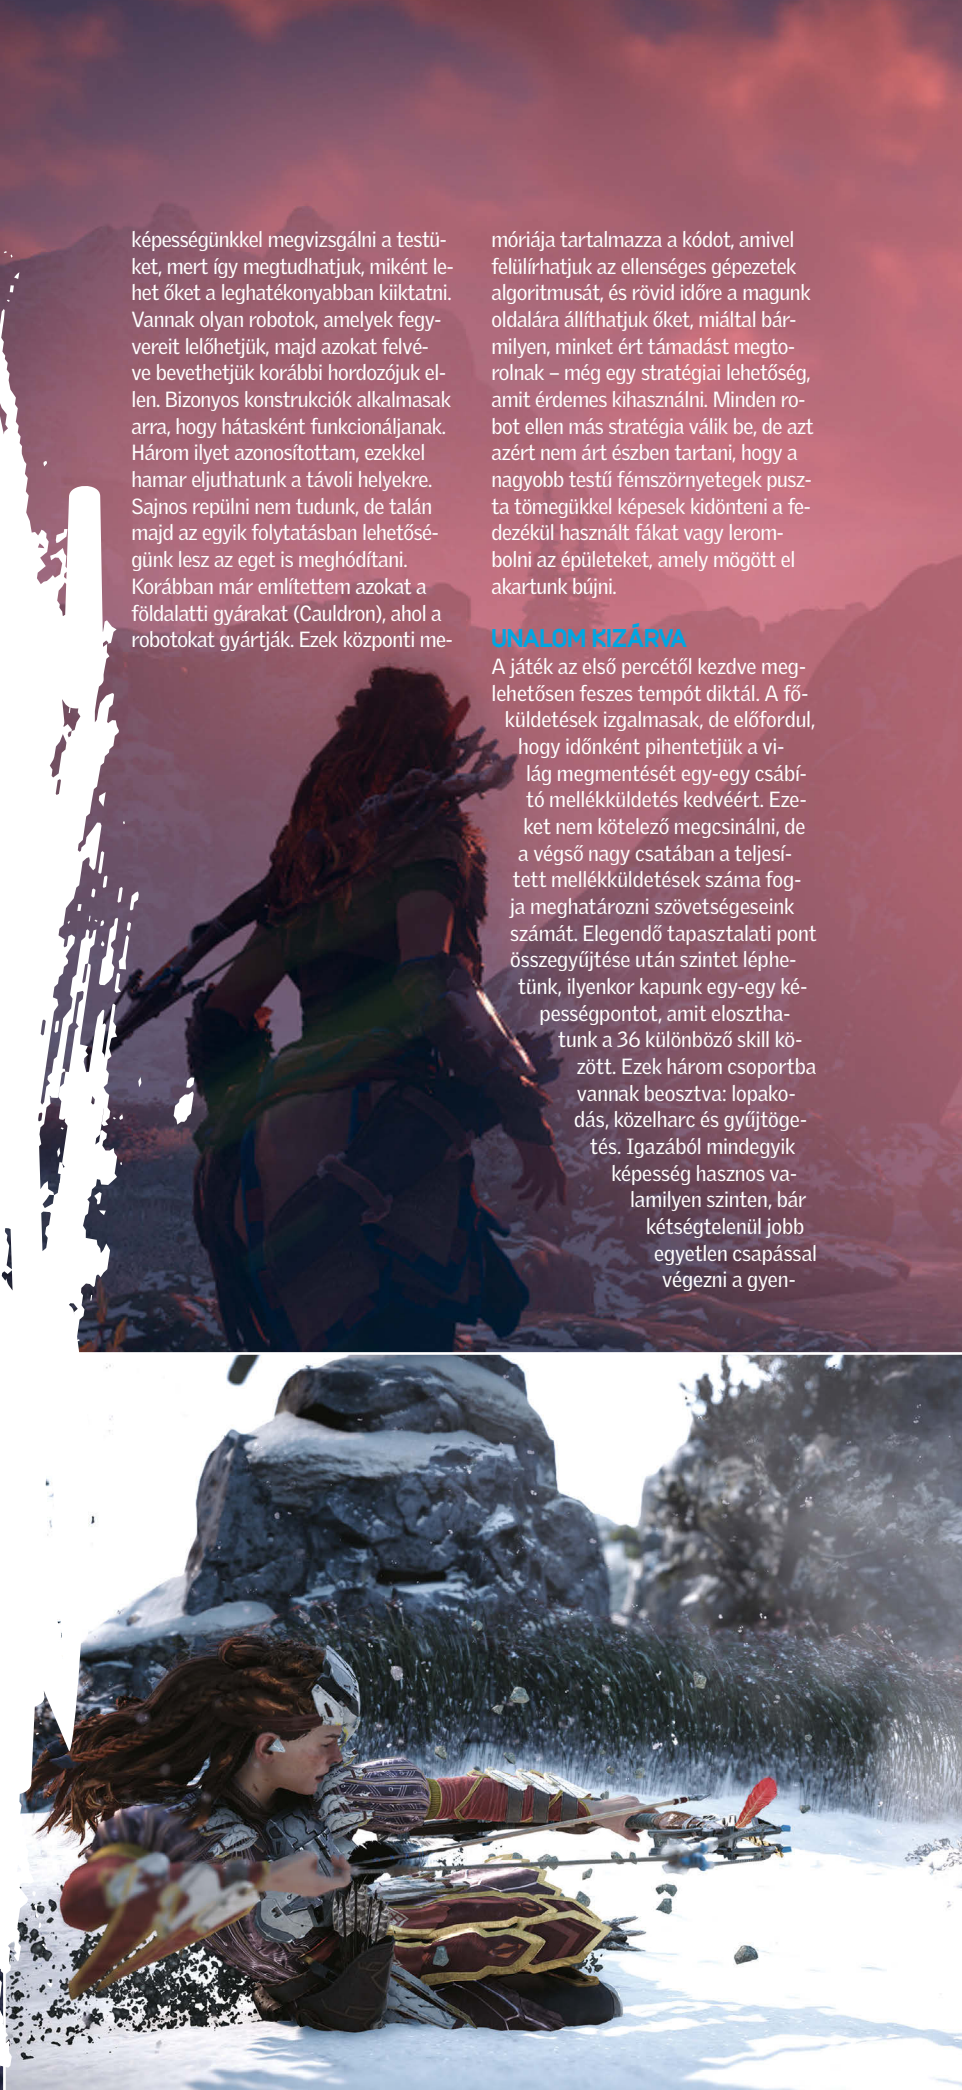 képességünkkel megvizsgálni a testü-
ket, mert így megtudhatjuk, miként le-
het őket a leghatékonyabban kiiktatni.
Vannak olyan robotok, amelyek fegy-
vereit lelőhetjük, majd azokat felvé-
ve bevethetjük korábbi hordozójuk el-
len. Bizonyos konstrukciók alkalmasak
arra, hogy hátasként funkcionáljanak.
Három ilyet azonosítottam, ezekkel
hamar eljuthatunk a távoli helyekre.
Sajnos repülni nem tudunk, de talán
majd az egyik folytatásban lehetősé-
günk lesz az eget is meghódítani.
Korábban már említettem azokat a
földalatti gyárakat (Cauldron), ahol a
robotokat gyártják. Ezek központi me-
móriája tartalmazza a kódot, amivel
felülírhatjuk az ellenséges gépezetek
algoritmusát, és rövid időre a magunk
oldalára állíthatjuk őket, miáltal bár-
milyen, minket ért támadást megto-
rolnak – még egy stratégiai lehetőség,
amit érdemes kihasználni. Minden ro-
bot ellen más stratégia válik be, de azt
azért nem árt észben tartani, hogy a
nagyobb testű fémszörnyetegek pusz-
ta tömegükkel képesek kidönteni a fe-
dezékül használt fákat vagy lerom-
bolni az épületeket, amely mögött el
akartunk bújni.
UNALOM KIZÁRVA
A játék az első percétől kezdve meg-
lehetősen feszes tempót diktál. A fő-
küldetések izgalmasak, de előfordul,
hogy időnként pihentetjük a vi-
lág megmentését egy-egy csábí-
tó mellékküldetés kedvéért. Eze-
ket nem kötelező megcsinálni, de
a végső nagy csatában a teljesí-
tett mellékküldetések száma fog-
ja meghatározni szövetségeseink
számát. Elegendő tapasztalati pont
összegyűjtése után szintet léphe-
tünk, ilyenkor kapunk egy-egy ké-
pességpontot, amit elosztha-
tunk a 36 különböző skill kö-
zött. Ezek három csoportba
vannak beosztva: lopako-
dás, közelharc és gyűjtöge-
tés. Igazából mindegyik
képesség hasznos va-
lamilyen szinten, bár
kétségtelenül jobb
egyetlen csapással
végezni a gyen-